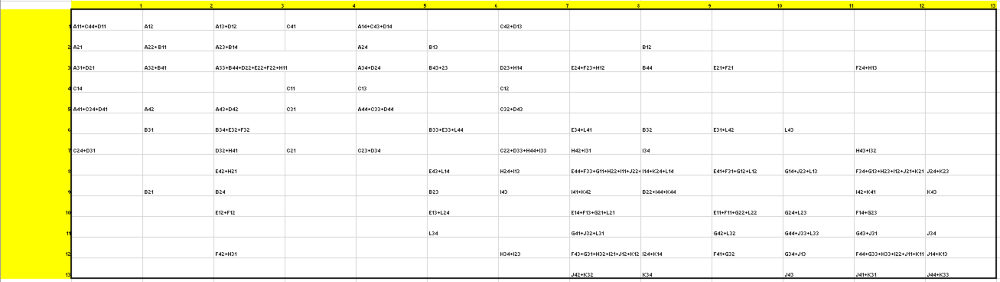 1 2 3 4 5 6 7 8 9 10 11 12 13
1 A11+C44+D11 A12 A13+D12 C41 A14+C43+D14 C42+D13
2 A21 A22+B11 A23+B14 A24 B13 B12
3 A31+D21 A32+B41 A33+B44+D22+E22+F22+H11 A34+D24 B43+23 D23+H14 E24+F23+H12 B44 E21+F21 F24+H13
4 C14 C11 C13 C12
5 A41+C34+D41 A42 A43+D42 C31 A44+C33+D44 C32+D43
6 B31 B34+E32+F32 B33+E33+L44 E34+L41 B32 E31+L42 L43
7 C24+D31 D32+H41 C21 C23+D34 C22+D33+H44+I33 H42+I31 I34 H43+I32
8 E42+H21 E43+L14 H24+I13 E44+F33+G11+H22+I11+J22+ I14+K24+L14 E41+F31+G12+L12 G14+J23+L13 F34+G13+H23+I12+J21+K21 J24+K23
9 B21 B24 B23 I43 I41+K42 B22+I44+K44 I42+K41 K43
10 E12+F12 E13+L24 E14+F13+G21+L21 E11+F11+G22+L22 G24+L23 F14+G23
11 L34 G41+J32+L31 G42+L32 G44+J33+L33 G43+J31 J34
12 F42+H31 H34+I23 F43+G31+H32+I21+J12+K12 I24+K14 F41+G32 G34+J13 F44+G33+H33+I22+J11+K11 J14+K13
13 J42+K32 K34 J43 J41+K31 J44+K33